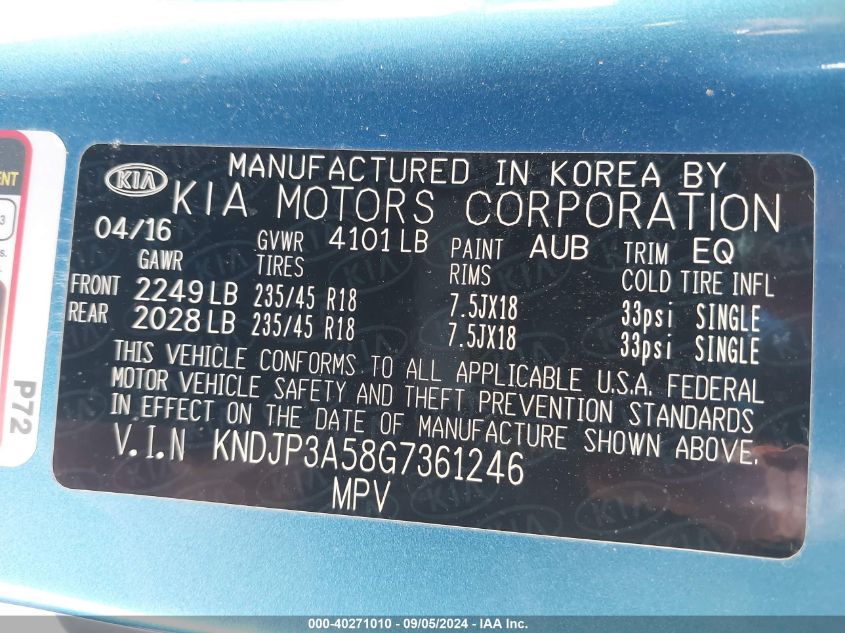 MANUFACTURED IN KOREA BY
KIA
KIA MOTORS CORPORATION
04/16 GVWR 4101 LB PAINT AUB TRIM EQ
GAWR TIRES RIMS COLD TIRE INFL
FRONT 2249 LB 235/45 R18 7.5JX18 33psi SINGLE
REAR 2028 LB 235/45 R18 7.5JX18 33psi SINGLE
THIS VEHICLE CONFORMS TO ALL APPLICABLE U.S.A. FEDERAL
MOTOR VEHICLE SAFETY AND THEFT PREVENTION STANDARDS
IN EFFECT ON THE DATE OF MANUFACTURE SHOWN ABOVE.
V.I.N KNDJP3A58G7361246
MPV
ENT
3
s.
P72
000-40271010 - 09/05/2024 - IAA Inc.